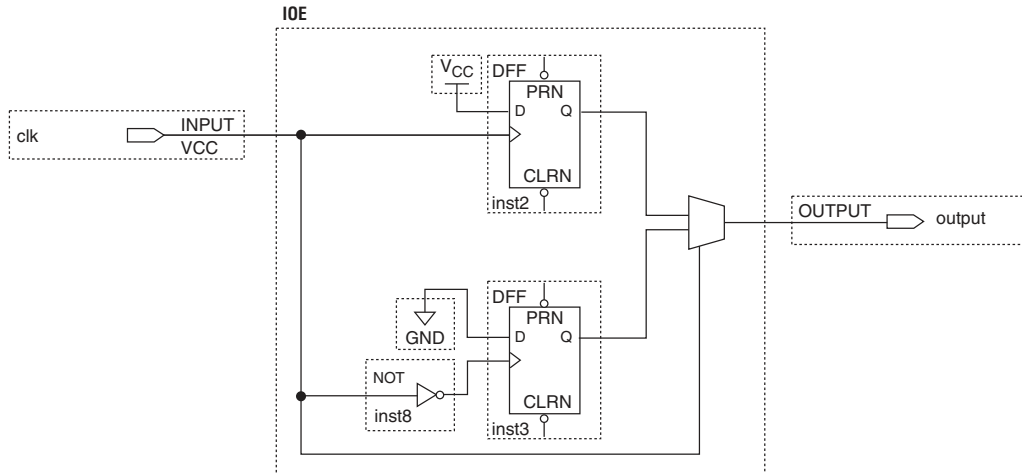 IOE
VCC
DFF
PRN
D
Q
CLRN
inst2
clk
INPUT
VCC
OUTPUT
output
GND
DFF
PRN
D
Q
CLRN
inst3
NOT
inst8